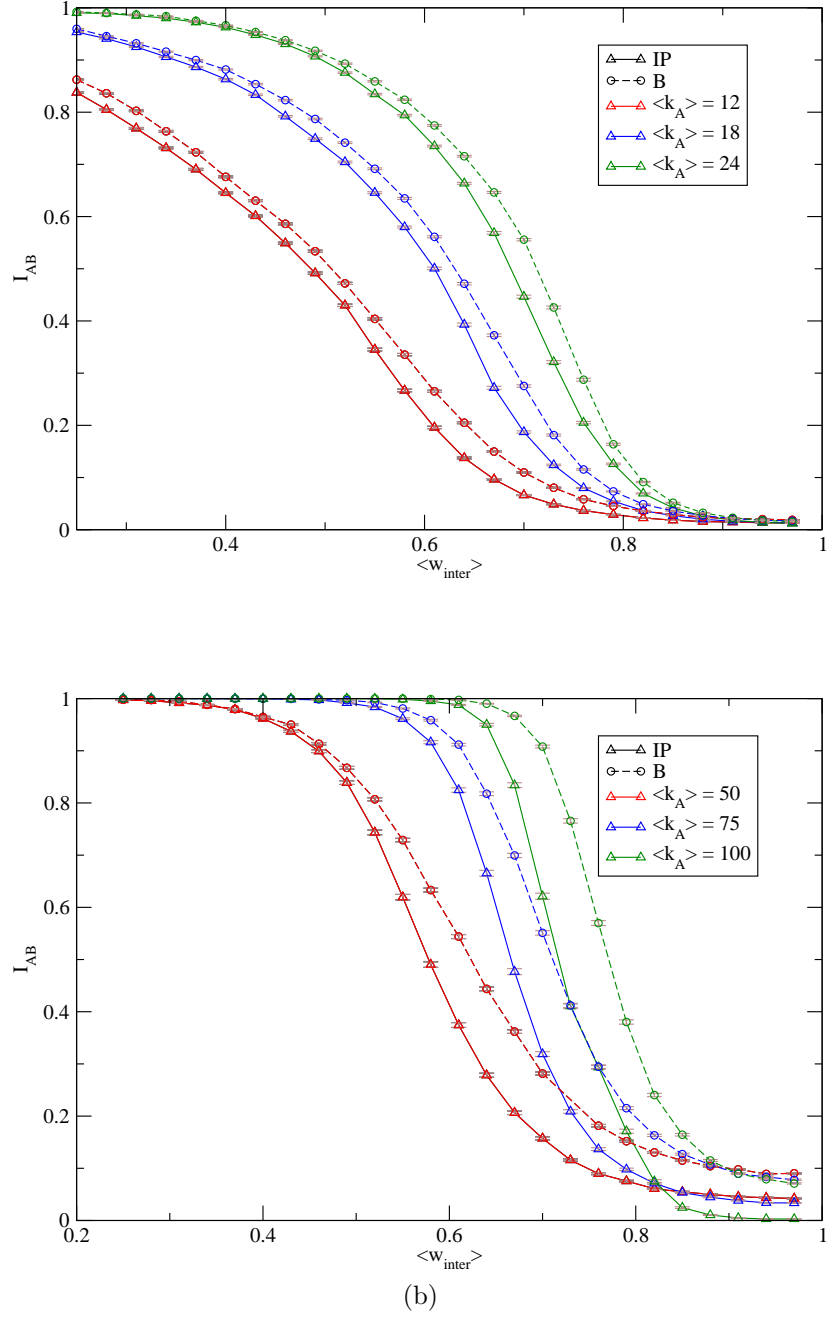 1
0.8
0.6
0.4
0.2
0
I_AB
0.4
0.6
0.8
1
<w_inter>
IP
B
<k_A> = 12
<k_A> = 18
<k_A> = 24
1
0.8
0.6
0.4
0.2
0
I_AB
0.2
0.4
0.6
0.8
1
<w_inter>
IP
B
<k_A> = 50
<k_A> = 75
<k_A> = 100
(b)